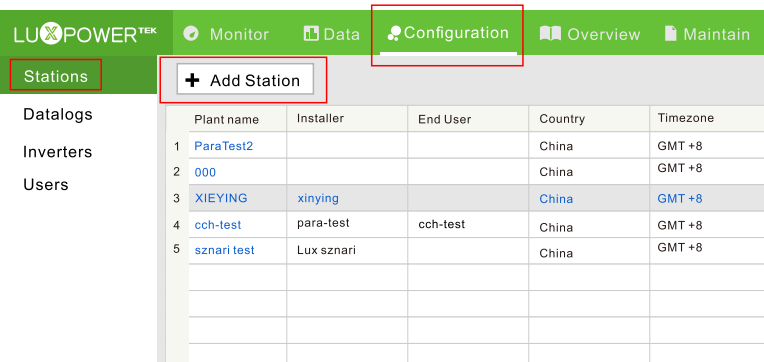 LUXPOWERTEK Monitor Data Configuration Overview Maintain
Stations
Datalogs
Inverters
Users
+ Add Station
Plant name Installer End User Country Timezone
1 ParaTest2 China GMT +8
2 000 China GMT +8
3 XIEYING xinying China GMT +8
4 cch-test para-test cch-test China GMT +8
5 sznari test Lux sznari China GMT +8